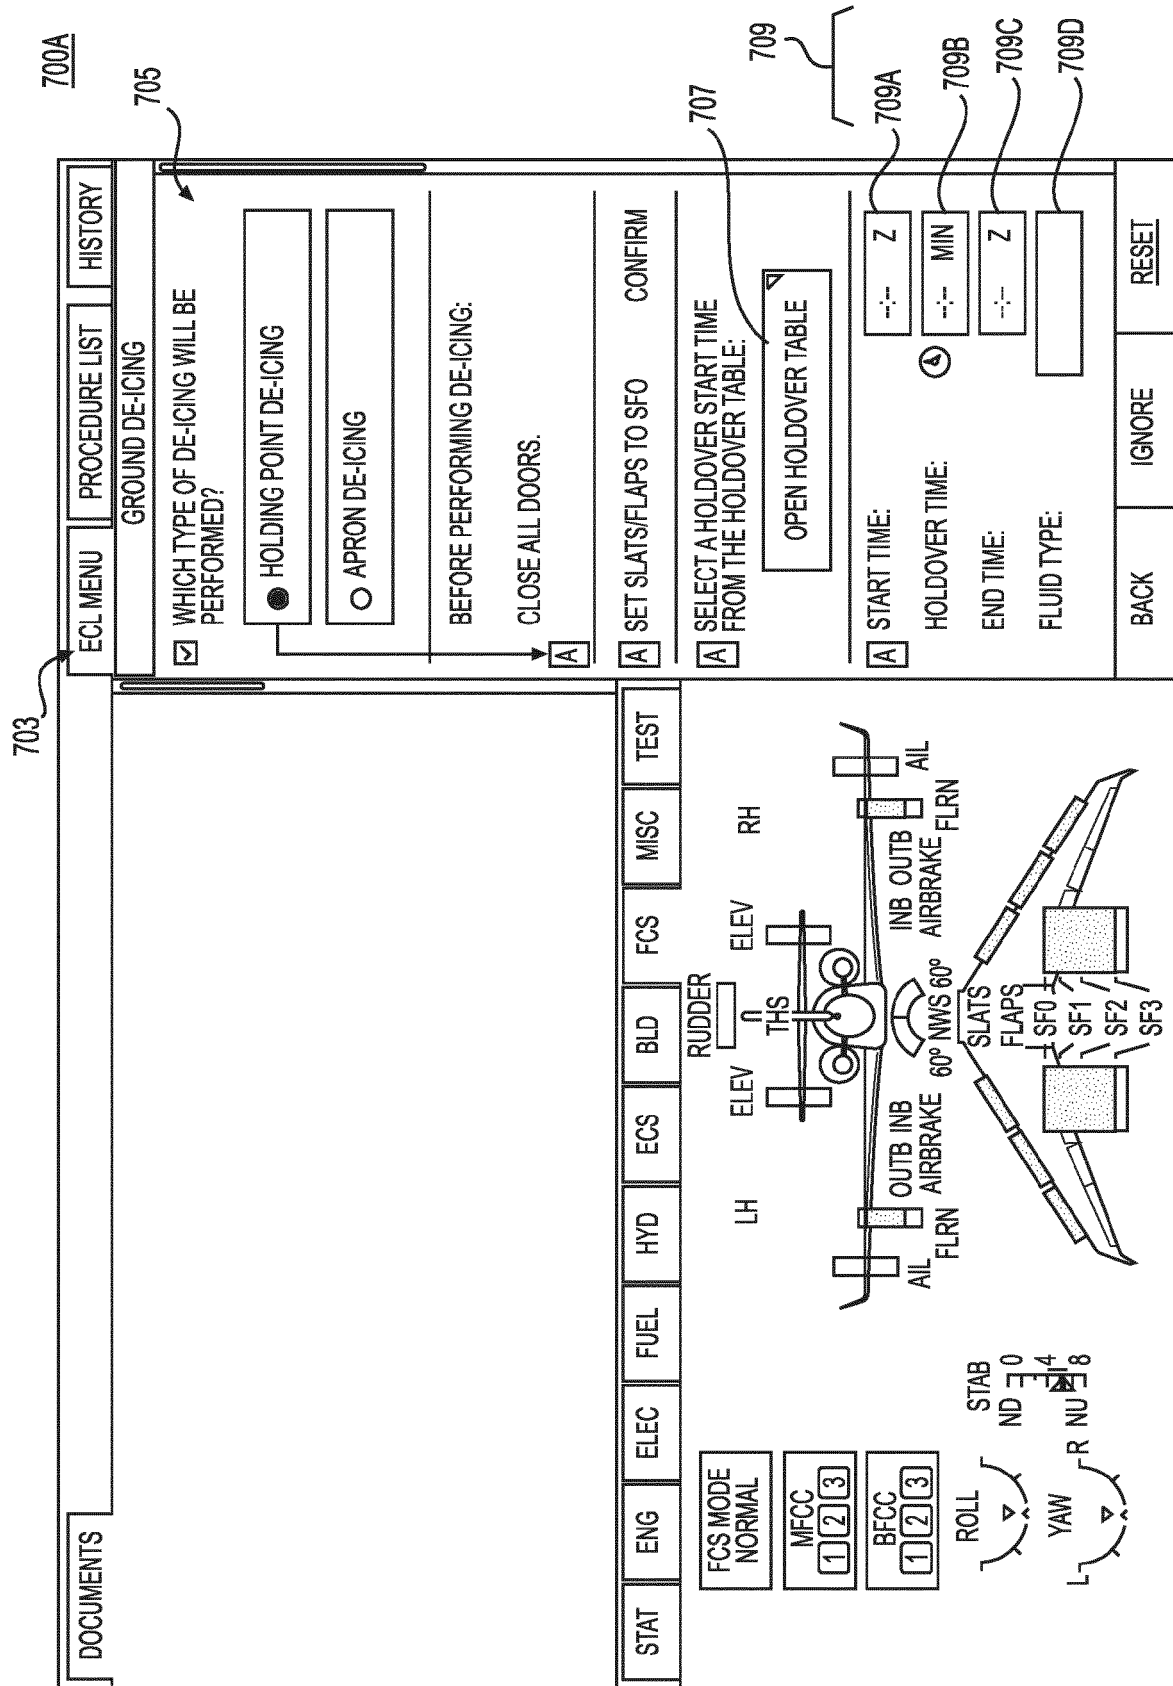 700A
703
DOCUMENTS
ECL MENU
PROCEDURE LIST
HISTORY
GROUND DE-ICING
705
WHICH TYPE OF DE-ICING WILL BE
PERFORMED?
HOLDING POINT DE-ICING
APRON DE-ICING
BEFORE PERFORMING DE-ICING:
CLOSE ALL DOORS.
A
A SET SLATS/FLAPS TO SFO CONFIRM
A SELECT A HOLDOVER START TIME
FROM THE HOLDOVER TABLE:
707
OPEN HOLDOVER TABLE
709
A START TIME: --:-- Z
709A
HOLDOVER TIME: --:-- MIN
709B
END TIME: --:-- Z
709C
FLUID TYPE:
709D
BACK
IGNORE
RESET
STAT
ENG
ELEC
FUEL
HYD
ECS
BLD
FCS
MISC
TEST
FCS MODE
NORMAL
MFCC
1 2 3
BFCC
1 2 3
ROLL
YAW
L R
STAB
ND 0
4
NU 8
LH
RH
RUDDER
ELEV ELEV
THS
AIL AIL
FLRN FLRN
OUTB INB
AIRBRAKE
INB OUTB
AIRBRAKE
60° NWS 60°
SLATS
FLAPS
SF0
SF1 SF1
SF2 SF2
SF3 SF3
SF0